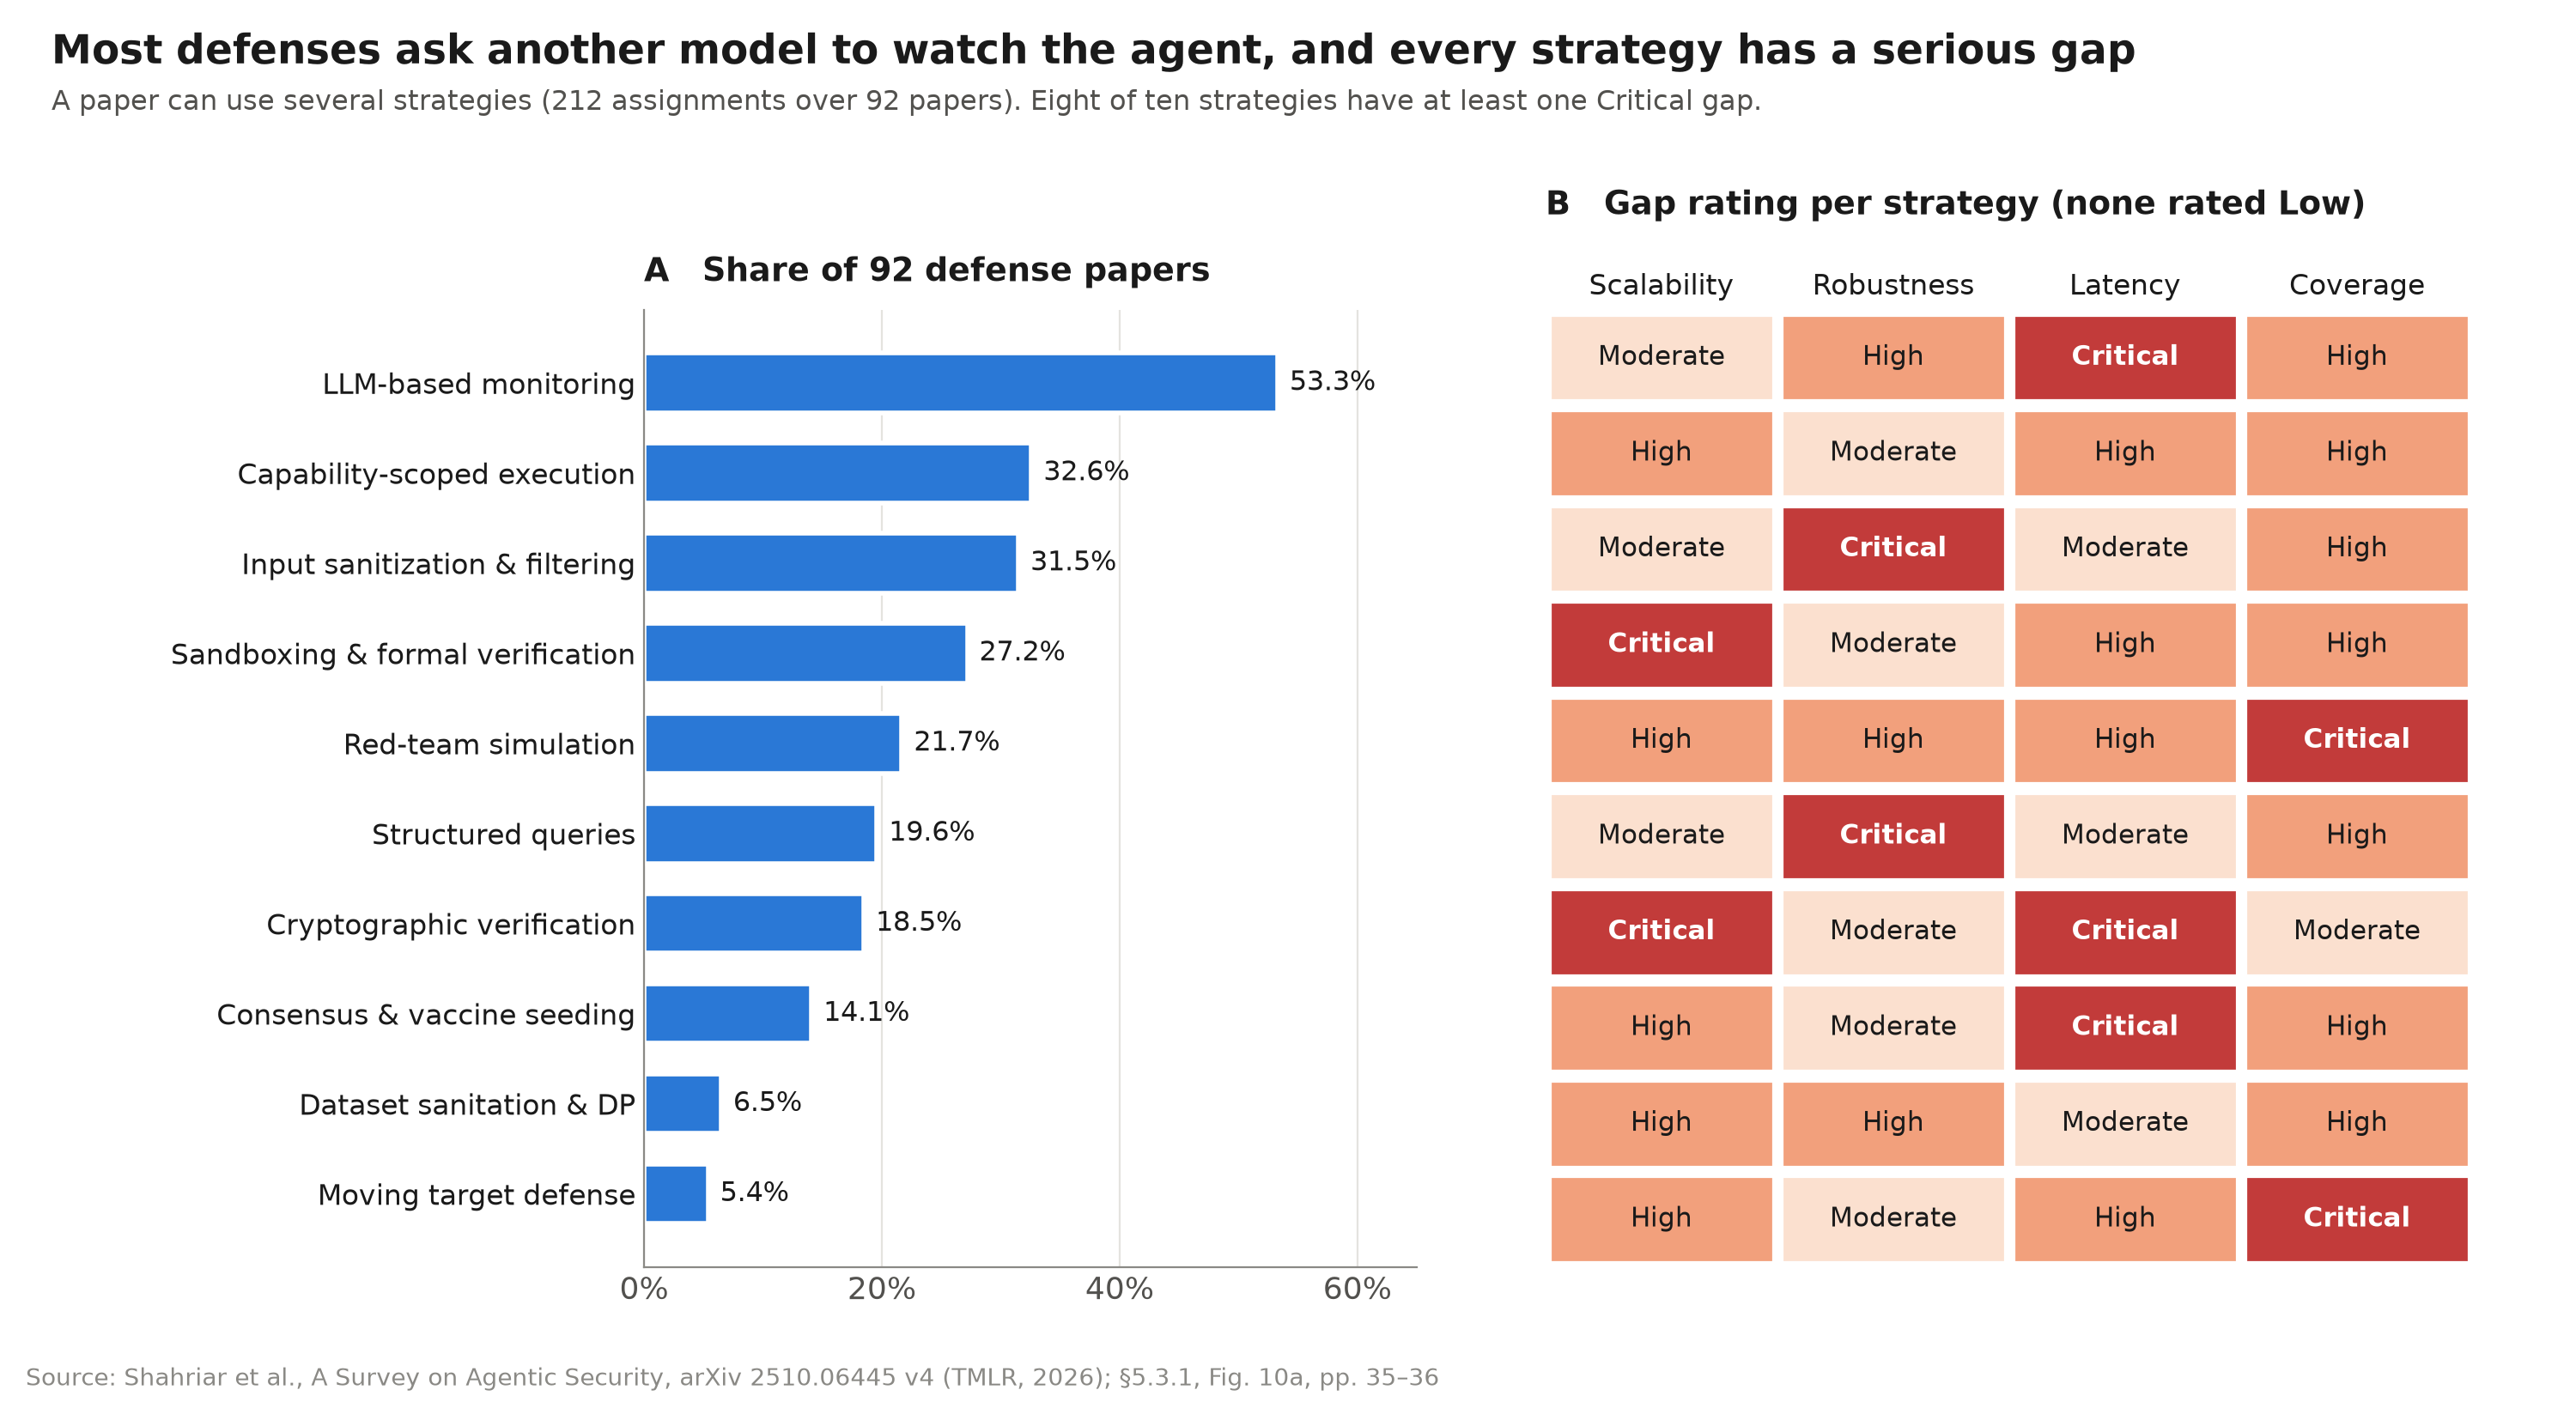 Most defenses ask another model to watch the agent, and every strategy has a serious gap
A paper can use several strategies (212 assignments over 92 papers). Eight of ten strategies have at least one Critical gap.
A Share of 92 defense papers
LLM-based monitoring 53.3%
Capability-scoped execution 32.6%
Input sanitization & filtering 31.5%
Sandboxing & formal verification 27.2%
Red-team simulation 21.7%
Structured queries 19.6%
Cryptographic verification 18.5%
Consensus & vaccine seeding 14.1%
Dataset sanitation & DP 6.5%
Moving target defense 5.4%
0% 20% 40% 60%
B Gap rating per strategy (none rated Low)
Scalability Robustness Latency Coverage
Moderate High Critical High
High Moderate High High
Moderate Critical Moderate High
Critical Moderate High High
High High High Critical
Moderate Critical Moderate High
Critical Moderate Critical Moderate
High Moderate Critical High
High High Moderate High
High Moderate High Critical
Source: Shahriar et al., A Survey on Agentic Security, arXiv 2510.06445 v4 (TMLR, 2026); §5.3.1, Fig. 10a, pp. 35–36